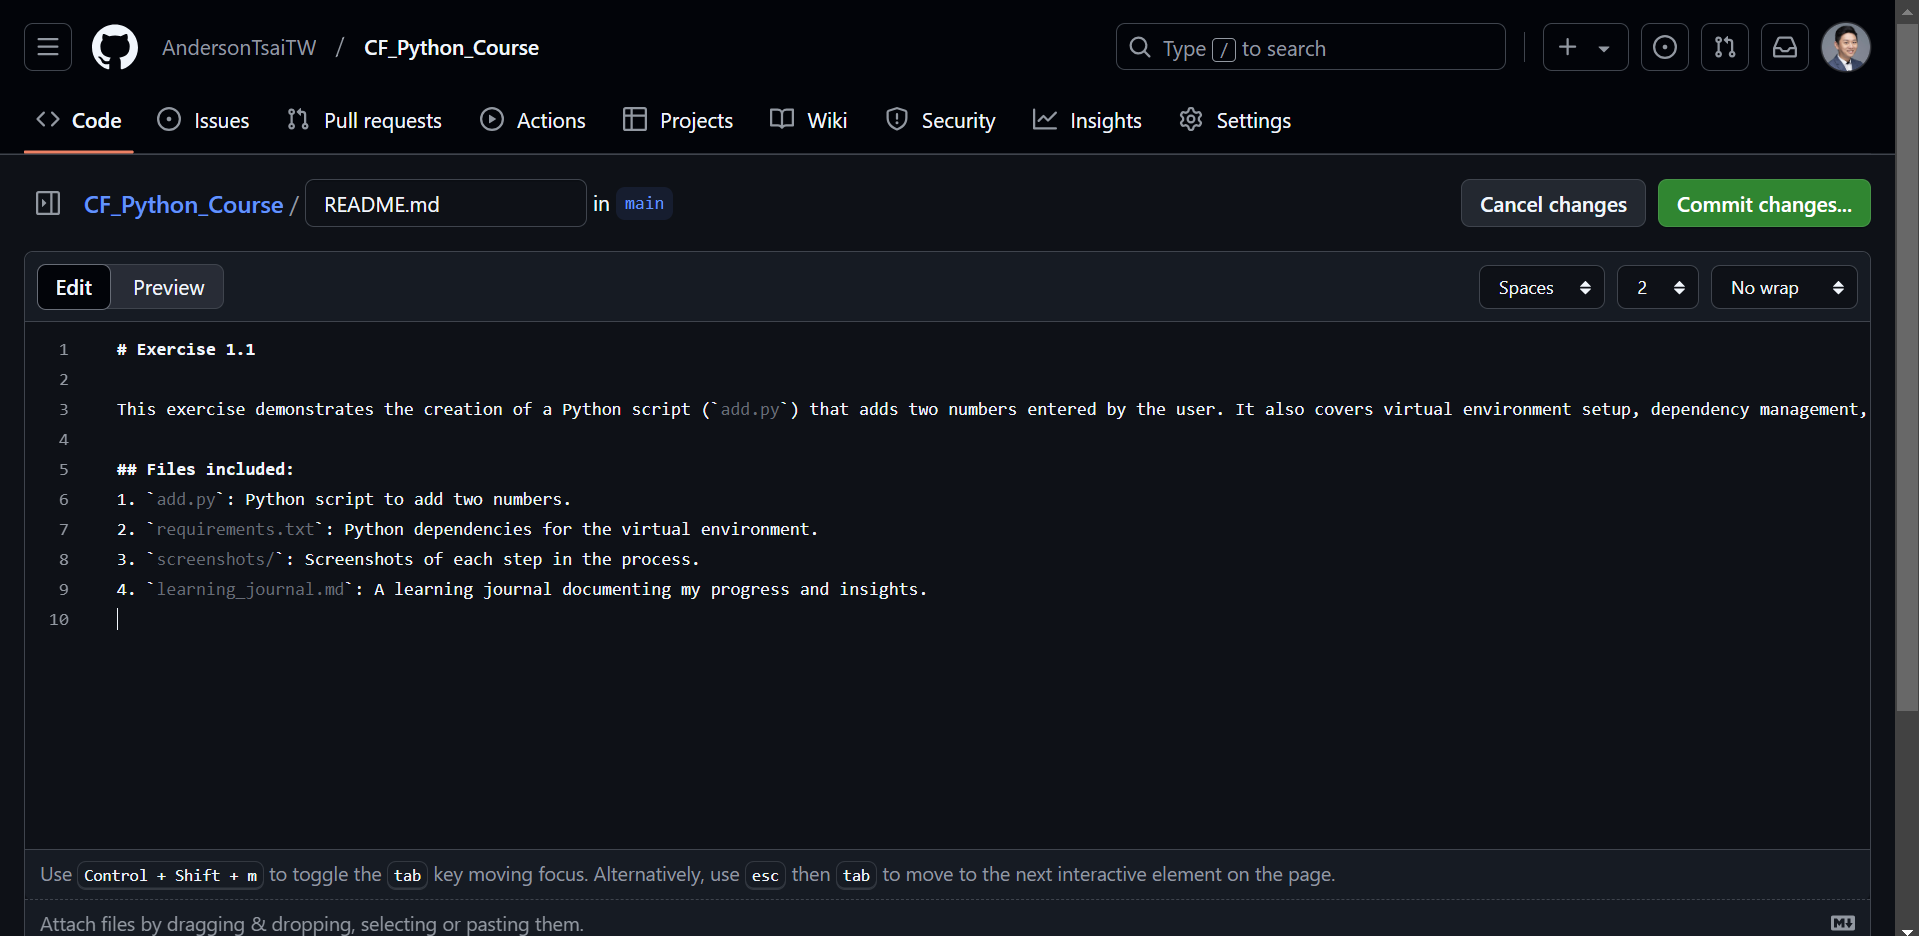 AndersonTsaiTW / CF_Python_Course
Type / to search
Code Issues Pull requests Actions Projects Wiki Security Insights Settings
CF_Python_Course / README.md in main
Cancel changes Commit changes...
Edit Preview
Spaces 2 No wrap
1 # Exercise 1.1
2
3 This exercise demonstrates the creation of a Python script (`add.py`) that adds two numbers entered by the user. It also covers virtual environment setup, dependency management,
4
5 ## Files included:
6 1. `add.py`: Python script to add two numbers.
7 2. `requirements.txt`: Python dependencies for the virtual environment.
8 3. `screenshots/`: Screenshots of each step in the process.
9 4. `learning_journal.md`: A learning journal documenting my progress and insights.
10
Use Control + Shift + m to toggle the tab key moving focus. Alternatively, use esc then tab to move to the next interactive element on the page.
Attach files by dragging & dropping, selecting or pasting them.